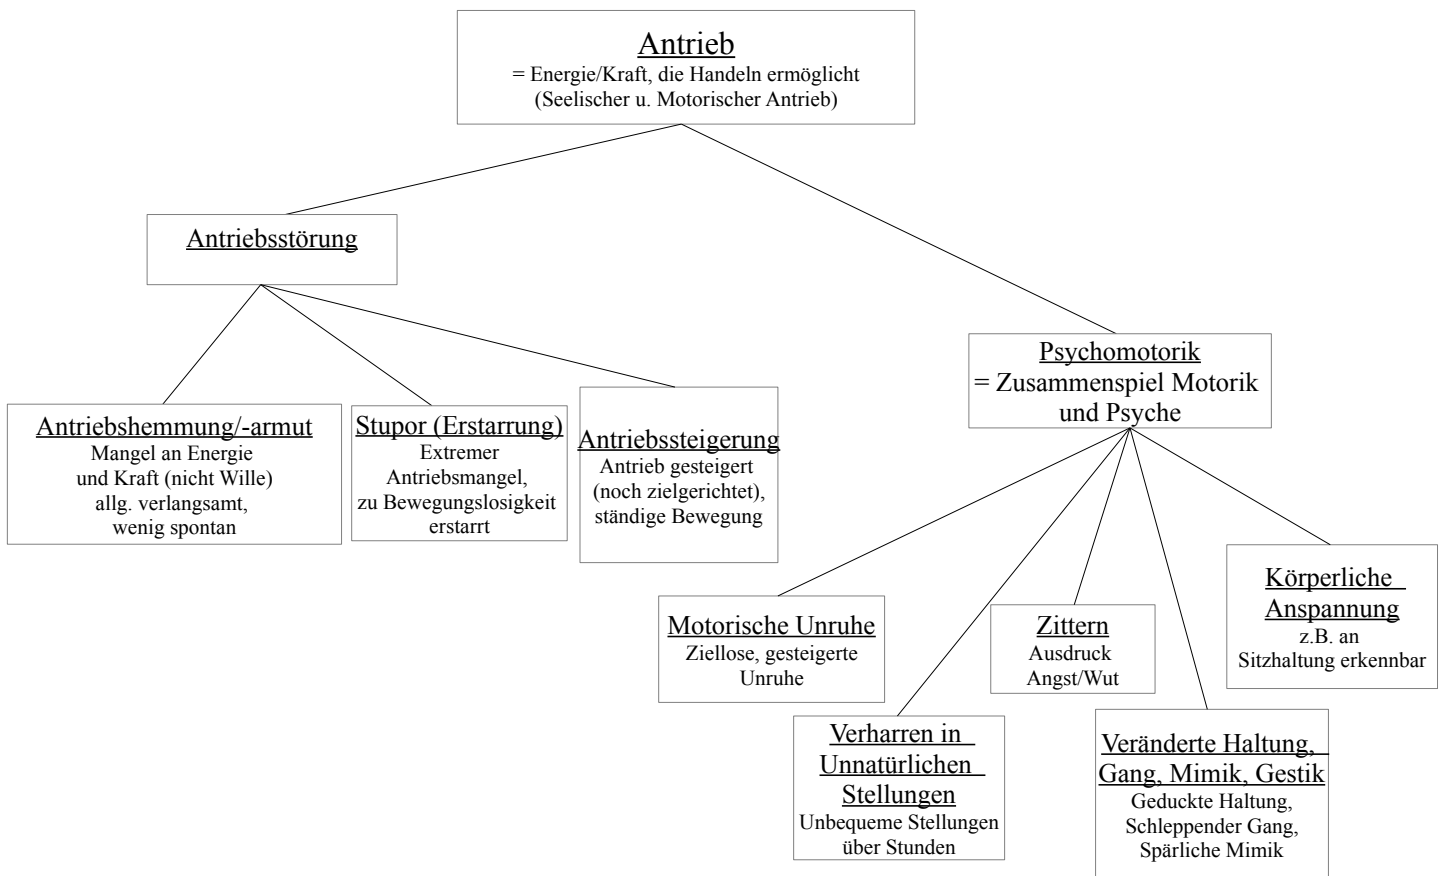 Antrieb
= Energie/Kraft, die Handeln ermöglicht
(Seelischer u. Motorischer Antrieb)
Antriebsstörung
Psychomotorik
= Zusammenspiel Motorik
und Psyche
Antriebshemmung/-armut
Mangel an Energie
und Kraft (nicht Wille)
allg. verlangsamt,
wenig spontan
Stupor (Erstarrung)
Extremer
Antriebsmangel,
zu Bewegungslosigkeit
erstarrt
Antriebssteigerung
Antrieb gesteigert
(noch zielgerichtet),
ständige Bewegung
Motorische Unruhe
Ziellose, gesteigerte
Unruhe
Verharren in
Unnatürlichen
Stellungen
Unbequeme Stellungen
über Stunden
Zittern
Ausdruck
Angst/Wut
Veränderte Haltung,
Gang, Mimik, Gestik
Geduckte Haltung,
Schleppender Gang,
Spärliche Mimik
Körperliche
Anspannung
z.B. an
Sitzhaltung erkennbar